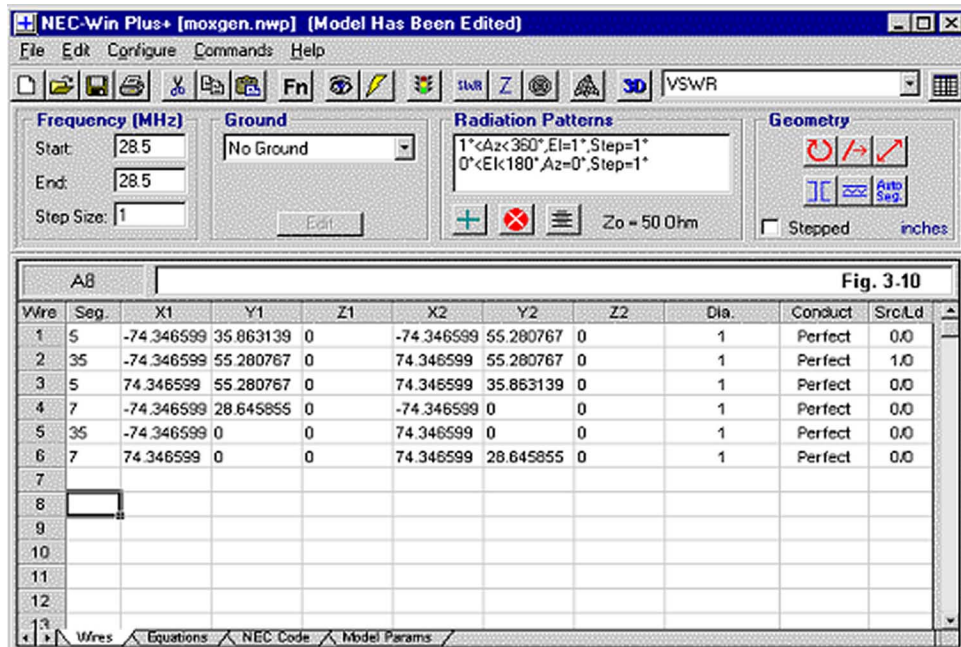 NEC-Win Plus+ [moxgen.nwp] (Model Has Been Edited)
File Edit Configure Commands Help
Fn SWR Z 3D VSWR
Frequency (MHz) Ground Radiation Patterns Geometry
Start: 28.5 No Ground 1°<Az<360°,El=1°,Step=1°
0°<El<180°,Az=0°,Step=1°
End: 28.5
Auto Seg.
Step Size: 1 Edit Zo = 50 Ohm Stepped inches
A8 Fig. 3-10
Wire Seg. X1 Y1 Z1 X2 Y2 Z2 Dia. Conduct Src/Ld
1 5 -74.346599 35.863139 0 -74.346599 55.280767 0 1 Perfect 0/0
2 35 -74.346599 55.280767 0 74.346599 55.280767 0 1 Perfect 1/0
3 5 74.346599 55.280767 0 74.346599 35.863139 0 1 Perfect 0/0
4 7 -74.346599 28.645855 0 -74.346599 0 0 1 Perfect 0/0
5 35 -74.346599 0 0 74.346599 0 0 1 Perfect 0/0
6 7 74.346599 0 0 74.346599 28.645855 0 1 Perfect 0/0
7
8
9
10
11
12
13
Wires Equations NEC Code Model Params